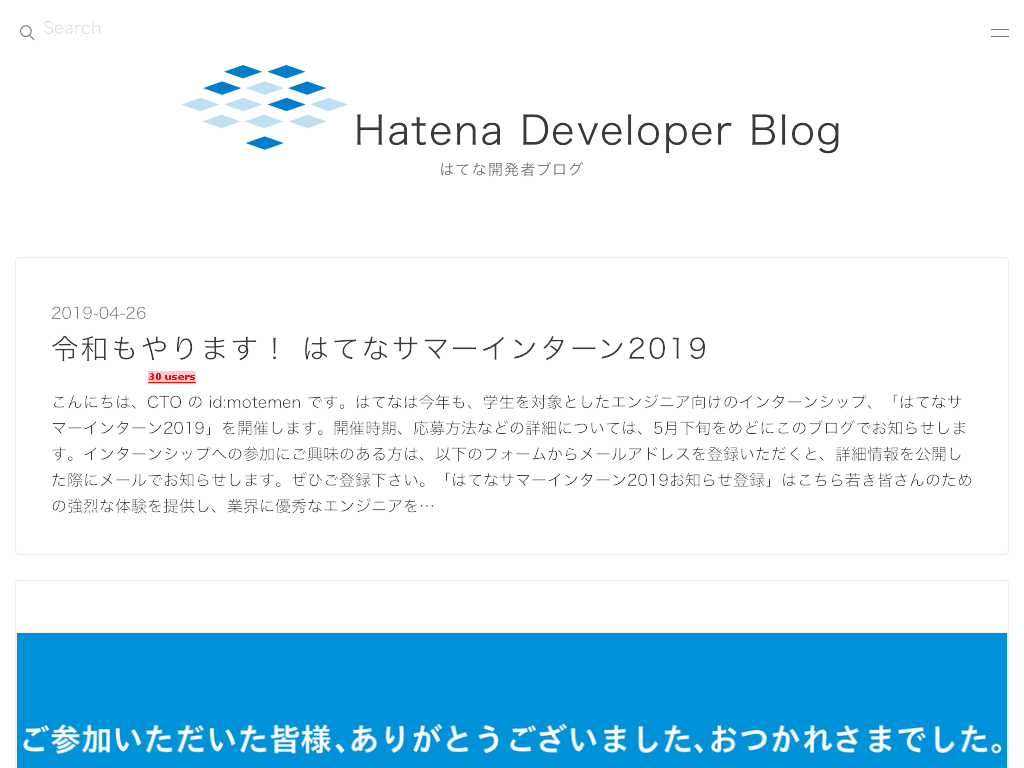 Search
Hatena Developer Blog
はてな開発者ブログ
2019-04-26
令和もやります！ はてなサマーインターン2019
30 users
こんにちは、CTO の id:motemen です。はてなは今年も、学生を対象としたエンジニア向けのインターンシップ、「はてなサ
マーインターン2019」を開催します。開催時期、応募方法などの詳細については、5月下旬をめどにこのブログでお知らせしま
す。インターンシップへの参加にご興味のある方は、以下のフォームからメールアドレスを登録いただくと、詳細情報を公開し
た際にメールでお知らせします。ぜひご登録下さい。「はてなサマーインターン2019お知らせ登録」はこちら若き皆さんのため
の強烈な体験を提供し、業界に優秀なエンジニアを…
ご参加いただいた皆様、ありがとうございました、おつかれさまでした。